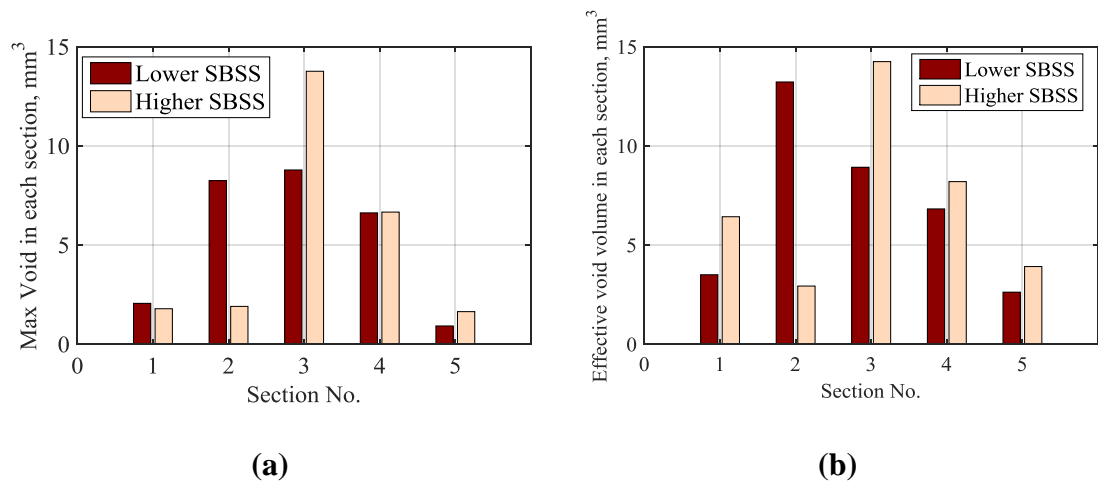 Max Void in each section, mm³
15
10
5
0
Lower SBSS
Higher SBSS
0 1 2 3 4 5
Section No.
(a)
Effective void volume in each section, mm³
15
10
5
0
Lower SBSS
Higher SBSS
0 1 2 3 4 5
Section No.
(b)